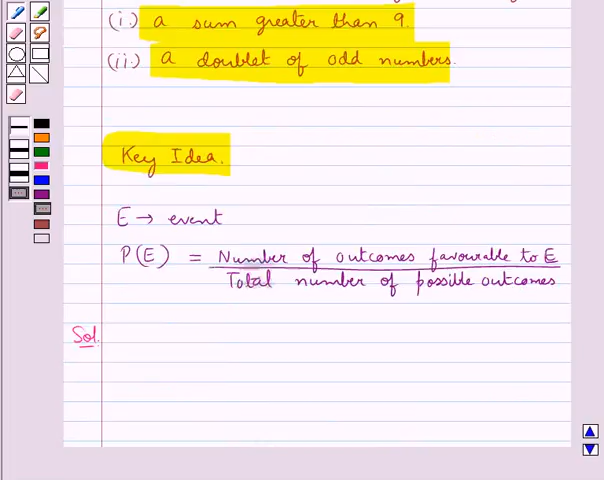 (i.) a sum greater than 9.
(ii.) a doublet of odd numbers.
Key Idea.
E → event
P(E) = Number of outcomes favourable to E
Total number of possible outcomes
Sol.